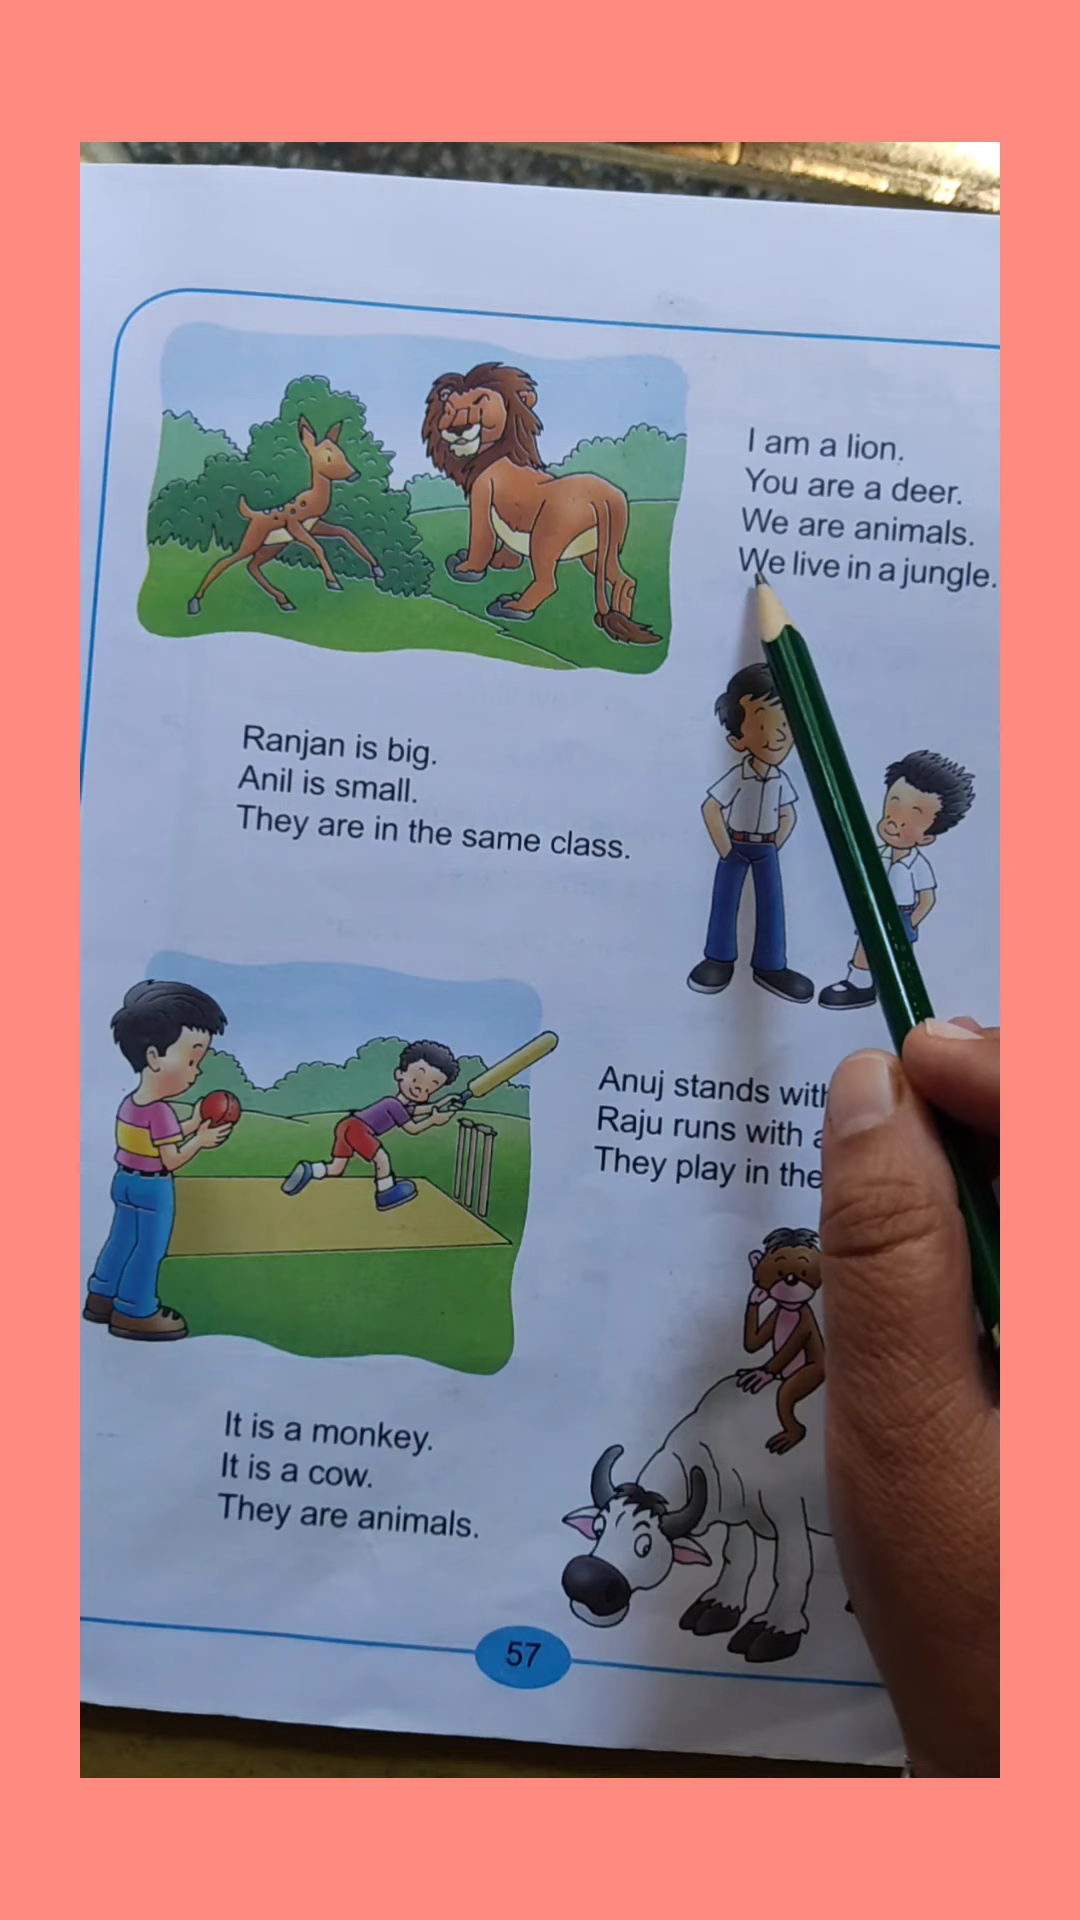 I am a lion.
You are a deer.
We are animals.
We live in a jungle.
Ranjan is big.
Anil is small.
They are in the same class.
Anuj stands
Raju runs with
They play in the
It is a monkey.
It is a cow.
They are animals.
57